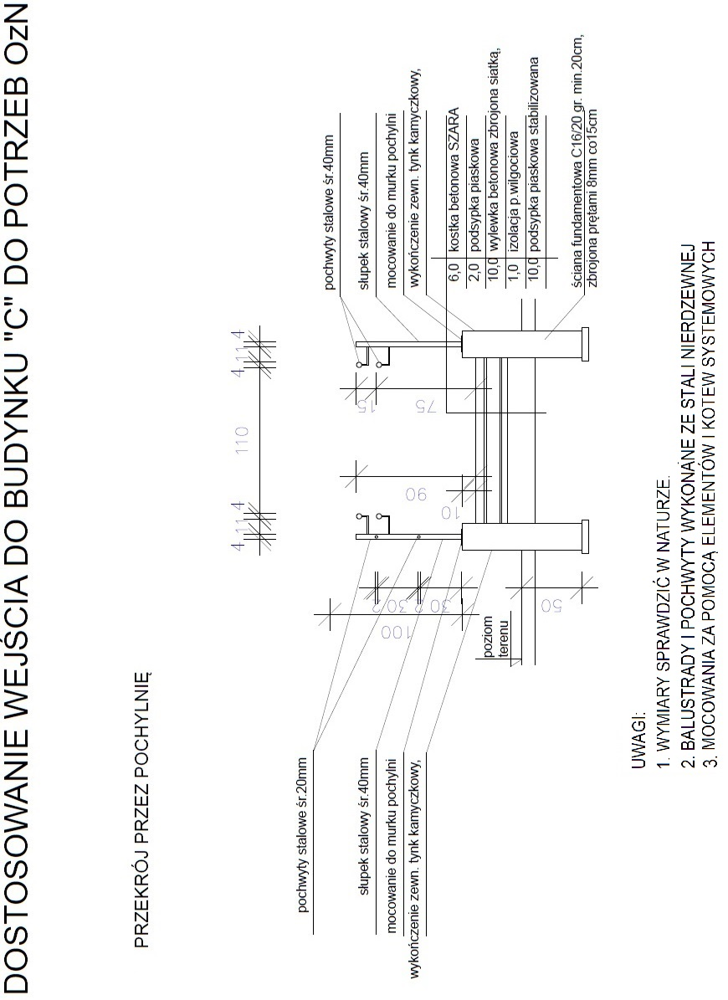 DOSTOSOWANIE WEJŚCIA DO BUDYNKU "C" DO POTRZEB OzN
PRZEKRÓJ PRZEZ POCHYLNIĘ
4 11 4 110 4 11 4
pochwyty stalowe śr.20mm
słupek stalowy śr.40mm
mocowanie do murku pochylni
wykończenie zewn. tynk kamyczkowy,
pochwyty stalowe śr.40mm
słupek stalowy śr.40mm
mocowanie do murku pochylni
wykończenie zewn. tynk kamyczkowy,
6,0 kostka betonowa SZARA
2,0 podsypka piaskowa
10,0 wylewka betonowa zbrojona siatką,
1,0 izolacja p.wilgociowa
10,0 podsypka piaskowa stabilizowana
ściana fundamentowa C16/20 gr. min.20cm,
zbrojona prętami 8mm co15cm
2 30 2 30
100
50
90
10
15
75
poziom
terenu
UWAGI:
1. WYMIARY SPRAWDZIĆ W NATURZE.
2. BALUSTRADY I POCHWYTY WYKONANE ZE STALI NIERDZEWNEJ
3. MOCOWANIA ZA POMOCĄ ELEMENTÓW I KOTEW SYSTEMOWYCH